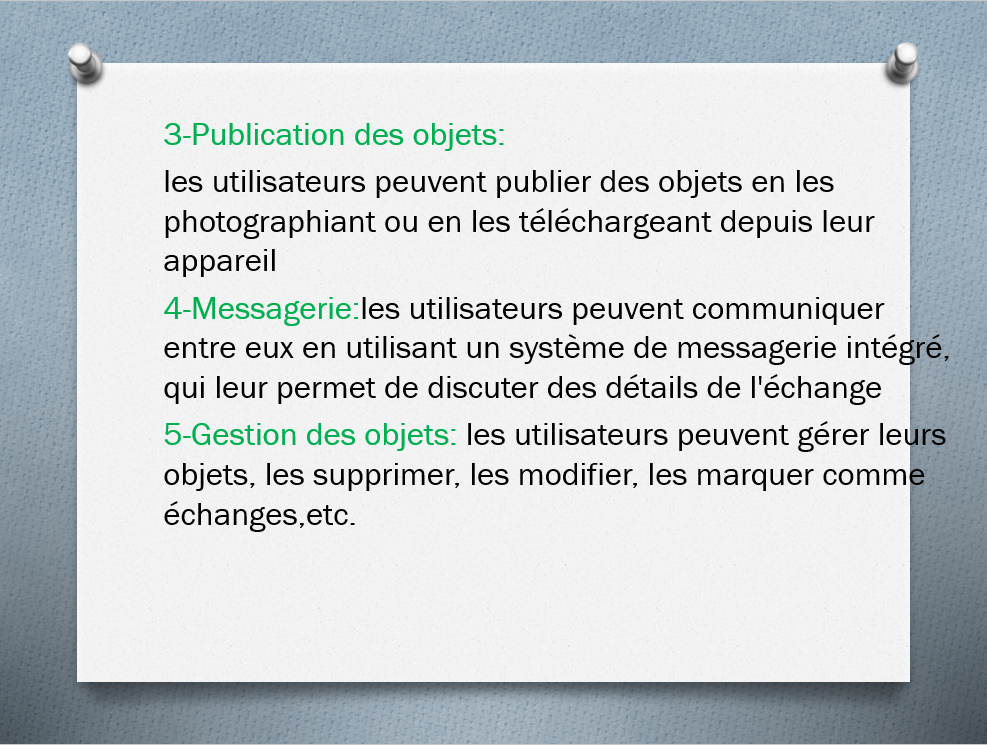 3-Publication des objets:
les utilisateurs peuvent publier des objets en les
photographiant ou en les téléchargeant depuis leur
appareil
4-Messagerie:les utilisateurs peuvent communiquer
entre eux en utilisant un système de messagerie intégré,
qui leur permet de discuter des détails de l'échange
5-Gestion des objets: les utilisateurs peuvent gérer leurs
objets, les supprimer, les modifier, les marquer comme
échanges,etc.